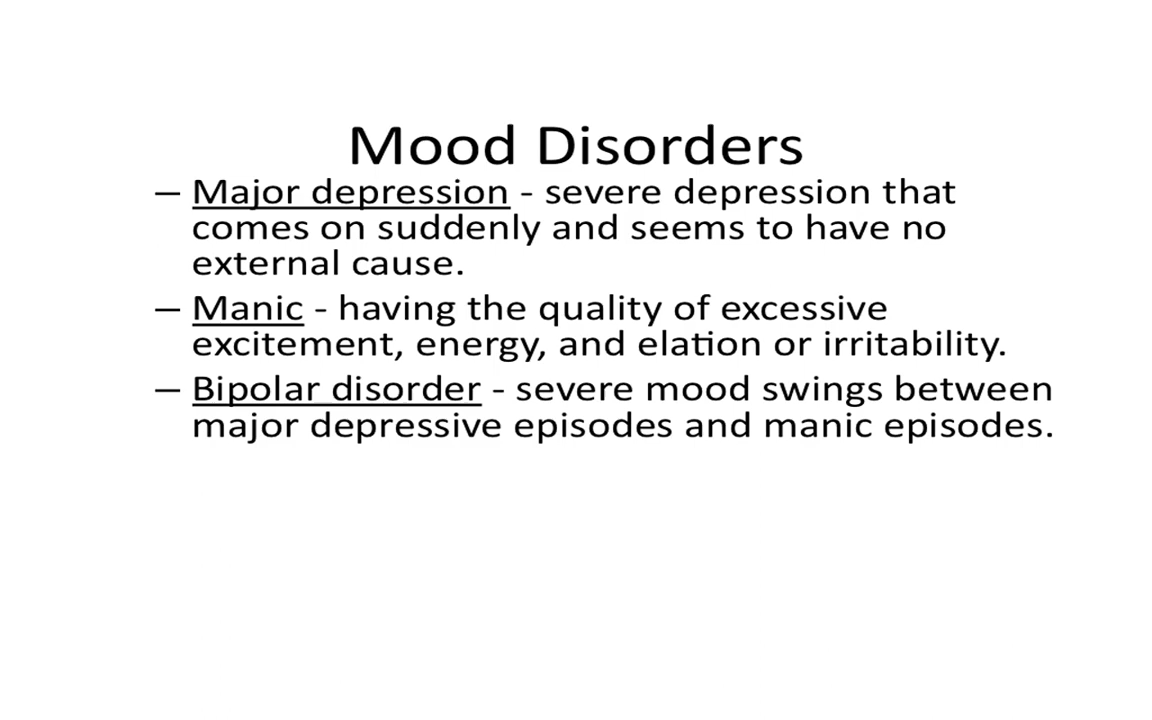 Mood Disorders
– Major depression - severe depression that
comes on suddenly and seems to have no
external cause.
– Manic - having the quality of excessive
excitement, energy, and elation or irritability.
– Bipolar disorder - severe mood swings between
major depressive episodes and manic episodes.